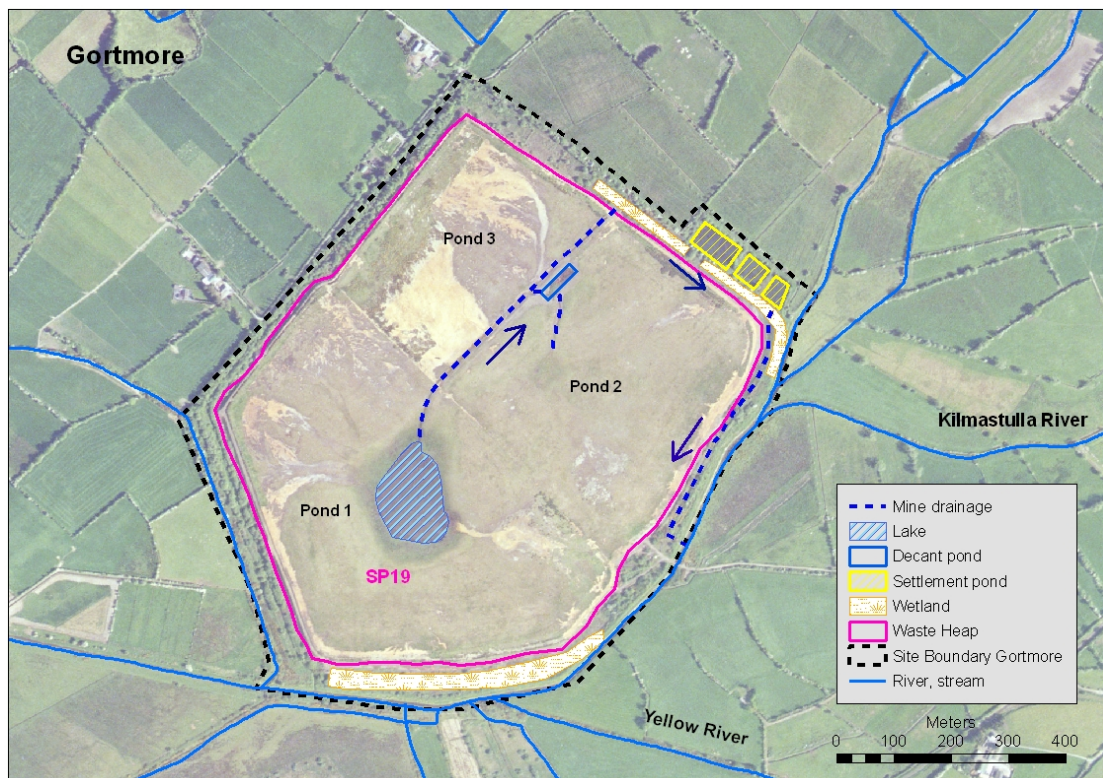 Gortmore
Pond 3
Pond 2
Kilmastulla River
Pond 1
SP19
Mine drainage
Lake
Decant pond
Settlement pond
Wetland
Waste Heap
Site Boundary Gortmore
River, stream
Yellow River
Meters
0 100 200 300 400